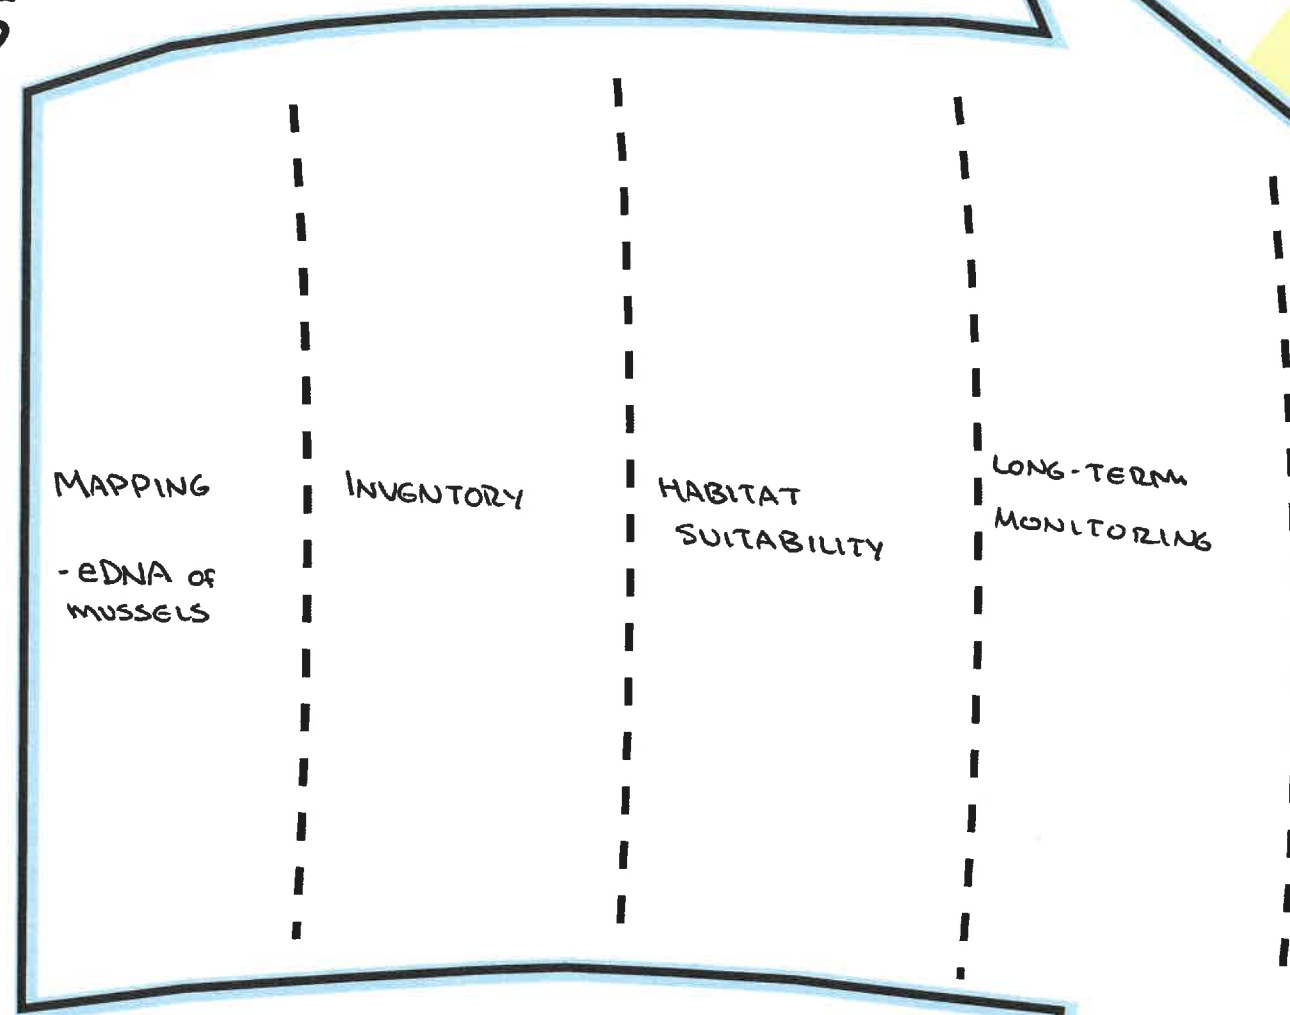 MAPPING
- eDNA of
MUSSELS
INVENTORY
HABITAT
SUITABILITY
LONG-TERM
MONITORING